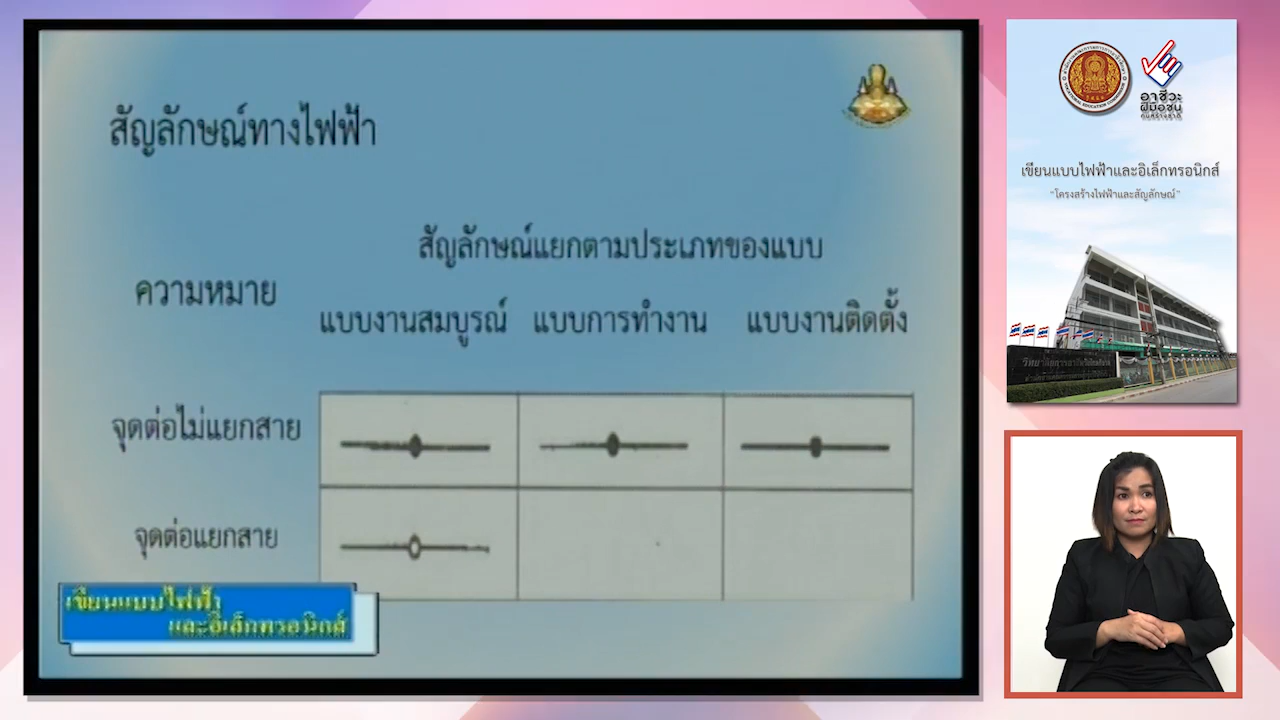 สัญลักษณ์ทางไฟฟ้า
สัญลักษณ์แยกตามประเภทของแบบ
ความหมาย
แบบงานสมบูรณ์ แบบการทำงาน แบบงานติดตั้ง
จุดต่อไม่แยกสาย
จุดต่อแยกสาย
เขียนแบบไฟฟ้า
และอิเล็กทรอนิกส์
อาชีวะ
ฝีมือชน
คนสร้างชาติ
เขียนแบบไฟฟ้าและอิเล็กทรอนิกส์
"โครงสร้างไฟฟ้าและสัญลักษณ์"